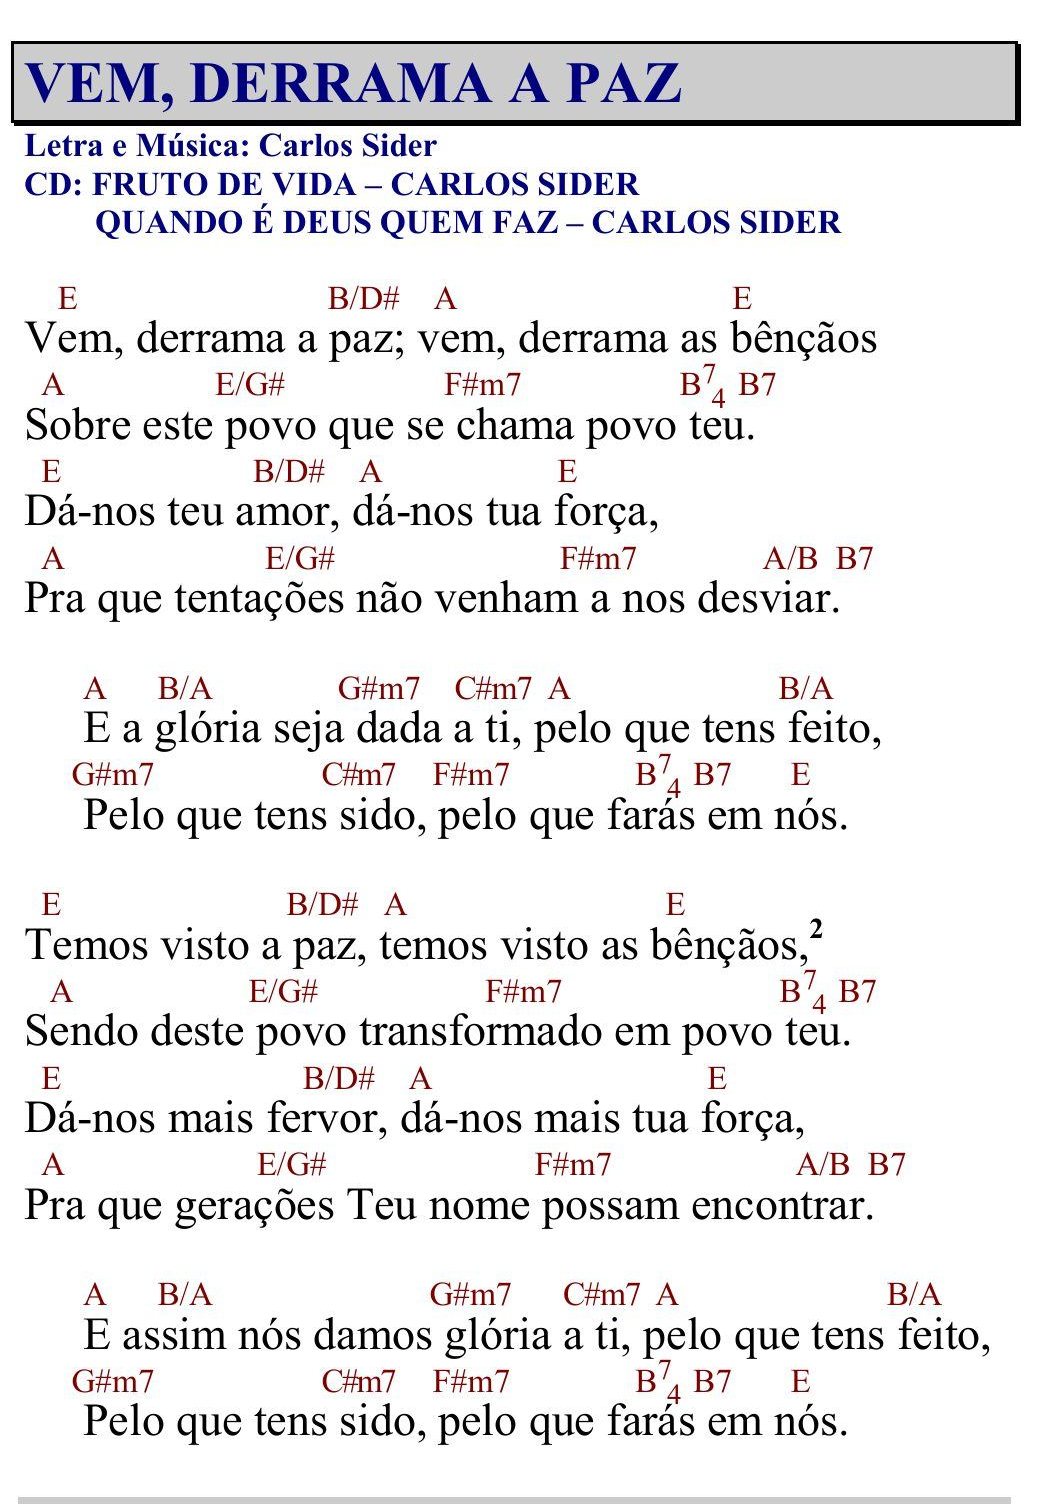 VEM, DERRAMA A PAZ
Letra e Música: Carlos Sider
CD: FRUTO DE VIDA – CARLOS SIDER
QUANDO É DEUS QUEM FAZ – CARLOS SIDER
E B/D# A E
Vem, derrama a paz; vem, derrama as bênçãos
A E/G# F#m7 B⁷₄ B7
Sobre este povo que se chama povo teu.
E B/D# A E
Dá-nos teu amor, dá-nos tua força,
A E/G# F#m7 A/B B7
Pra que tentações não venham a nos desviar.
A B/A G#m7 C#m7 A B/A
E a glória seja dada a ti, pelo que tens feito,
G#m7 C#m7 F#m7 B⁷₄ B7 E
Pelo que tens sido, pelo que farás em nós.
E B/D# A E
Temos visto a paz, temos visto as bênçãos,²
A E/G# F#m7 B⁷₄ B7
Sendo deste povo transformado em povo teu.
E B/D# A E
Dá-nos mais fervor, dá-nos mais tua força,
A E/G# F#m7 A/B B7
Pra que gerações Teu nome possam encontrar.
A B/A G#m7 C#m7 A B/A
E assim nós damos glória a ti, pelo que tens feito,
G#m7 C#m7 F#m7 B⁷₄ B7 E
Pelo que tens sido, pelo que farás em nós.